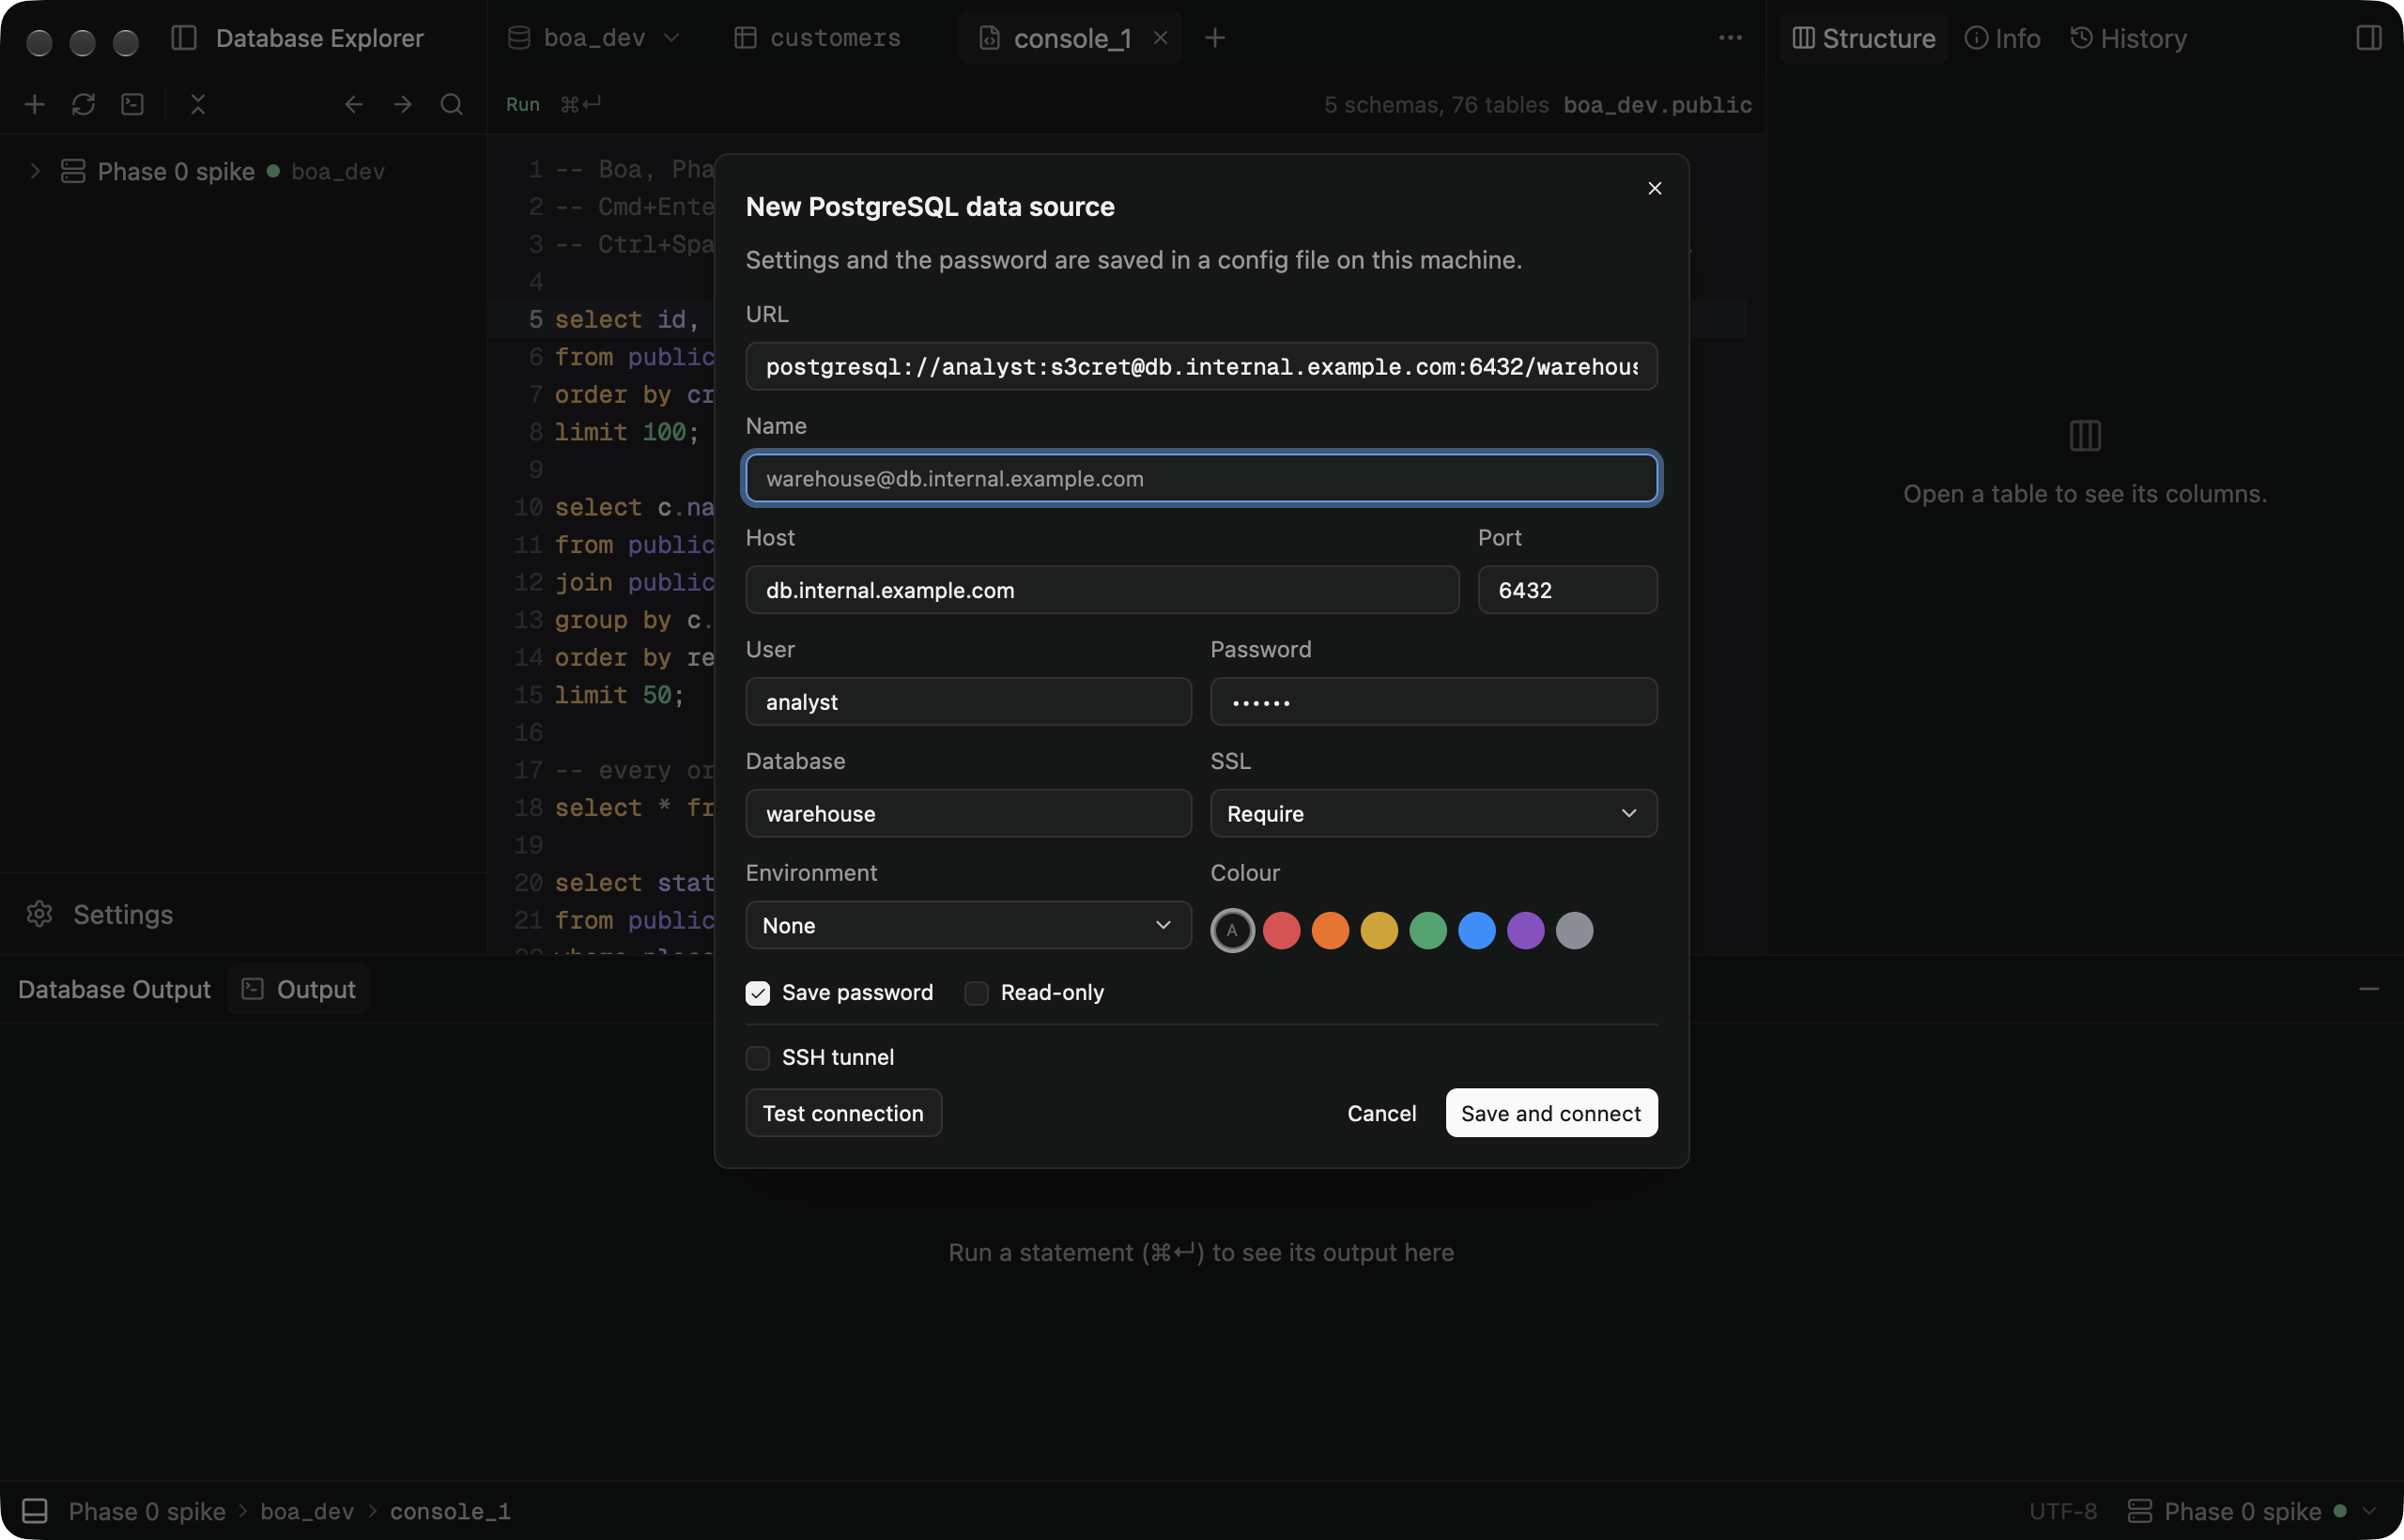 Database Explorer
boa_dev
customers
console_1
Structure
Info
History
Run ⌘↵
5 schemas, 76 tables boa_dev.public
Phase 0 spike boa_dev
1 -- Boa, Pha
2 -- Cmd+Ente
3 -- Ctrl+Spa
4
5 select id,
6 from public
7 order by cr
8 limit 100;
9
10 select c.na
11 from public
12 join public
13 group by c.
14 order by re
15 limit 50;
16
17 -- every or
18 select * fr
19
20 select stat
21 from public
New PostgreSQL data source
Settings and the password are saved in a config file on this machine.
URL
postgresql://analyst:s3cret@db.internal.example.com:6432/warehous
Name
warehouse@db.internal.example.com
Host
Port
db.internal.example.com
6432
User
Password
analyst
••••••
Database
SSL
warehouse
Require
Environment
Colour
None
A
Save password
Read-only
SSH tunnel
Test connection
Cancel
Save and connect
Open a table to see its columns.
Settings
Database Output
Output
Run a statement (⌘↵) to see its output here
Phase 0 spike > boa_dev > console_1
UTF-8
Phase 0 spike